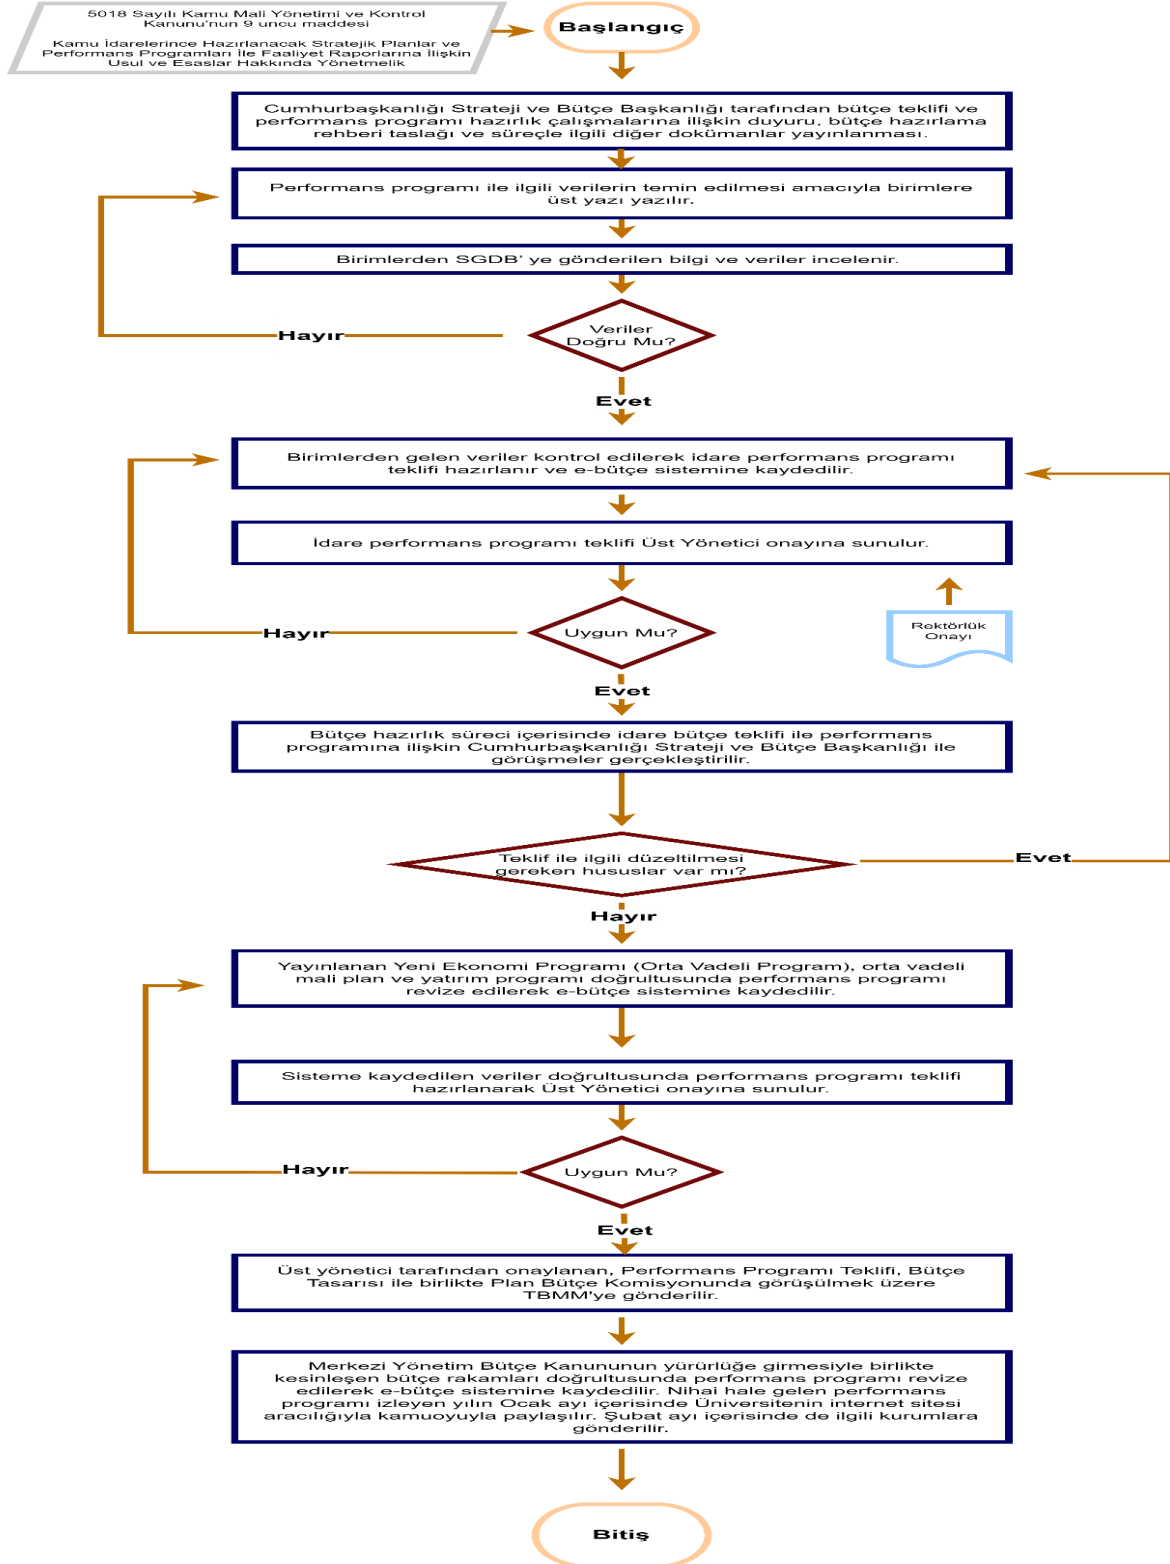 5018 Sayılı Kamu Mali Yönetimi ve Kontrol
Kanunu'nun 9 uncu maddesi
Kamu İdarelerince Hazırlanacak Stratejik Planlar ve
Performans Programları İle Faaliyet Raporlarına İlişkin
Usul ve Esaslar Hakkında Yönetmelik
Başlangıç
Cumhurbaşkanlığı Strateji ve Bütçe Başkanlığı tarafından bütçe teklifi ve
performans programı hazırlık çalışmalarına ilişkin duyuru, bütçe hazırlama
rehberi taslağı ve süreçle ilgili diğer dokümanlar yayınlanması.
Performans programı ile ilgili verilerin temin edilmesi amacıyla birimlere
üst yazı yazılır.
Birimlerden SGDB' ye gönderilen bilgi ve veriler incelenir.
Veriler
Doğru Mu?
Hayır
Evet
Birimlerden gelen veriler kontrol edilerek idare performans programı
teklifi hazırlanır ve e-bütçe sistemine kaydedilir.
İdare performans programı teklifi Üst Yönetici onayına sunulur.
Rektörlük
Onayı
Uygun Mu?
Hayır
Evet
Bütçe hazırlık süreci içerisinde idare bütçe teklifi ile performans
programına ilişkin Cumhurbaşkanlığı Strateji ve Bütçe Başkanlığı ile
görüşmeler gerçekleştirilir.
Teklif ile ilgili düzeltilmesi
gereken hususlar var mı?
Evet
Hayır
Yayınlanan Yeni Ekonomi Programı (Orta Vadeli Program), orta vadeli
mali plan ve yatırım programı doğrultusunda performans programı
revize edilerek e-bütçe sistemine kaydedilir.
Sisteme kaydedilen veriler doğrultusunda performans programı teklifi
hazırlanarak Üst Yönetici onayına sunulur.
Uygun Mu?
Hayır
Evet
Üst yönetici tarafından onaylanan, Performans Programı Teklifi, Bütçe
Tasarısı ile birlikte Plan Bütçe Komisyonunda görüşülmek üzere
TBMM'ye gönderilir.
Merkezi Yönetim Bütçe Kanununun yürürlüğe girmesiyle birlikte
kesinleşen bütçe rakamları doğrultusunda performans programı revize
edilerek e-bütçe sistemine kaydedilir. Nihai hale gelen performans
programı izleyen yılın Ocak ayı içerisinde Üniversitenin internet sitesi
aracılığıyla kamuoyuyla paylaşılır. Şubat ayı içerisinde de ilgili kurumlara
gönderilir.
Bitiş